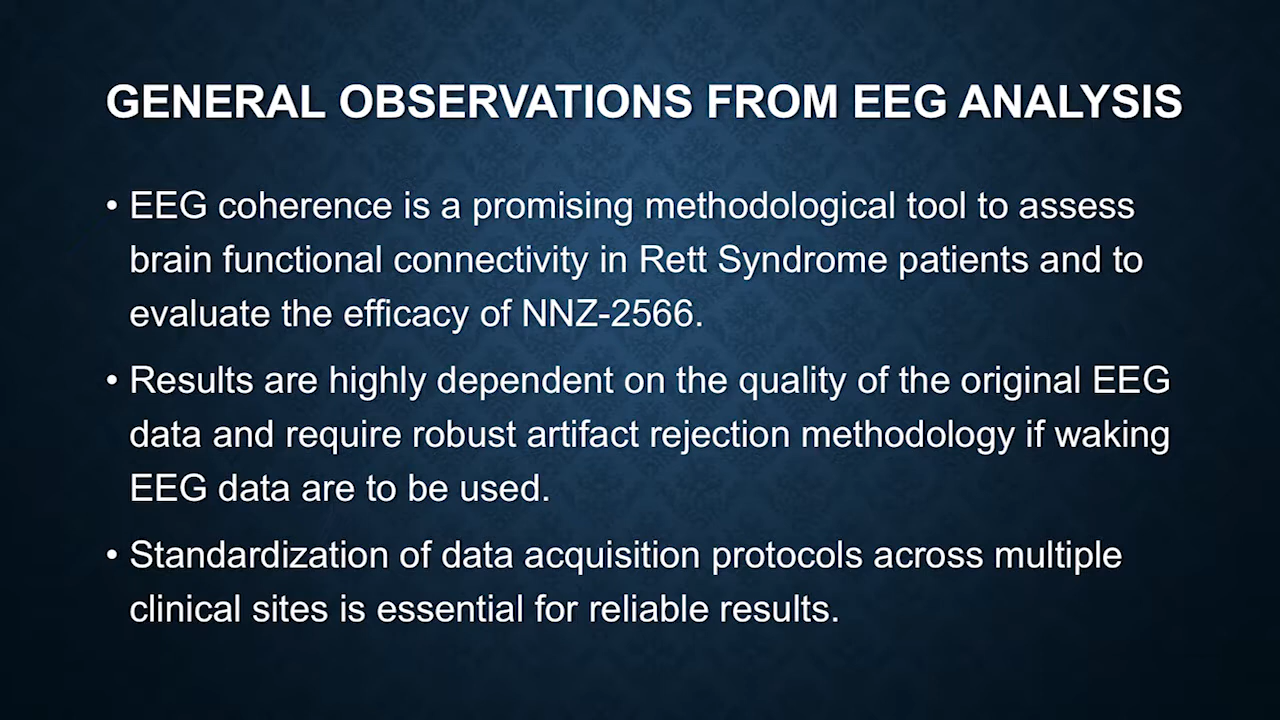 GENERAL OBSERVATIONS FROM EEG ANALYSIS
• EEG coherence is a promising methodological tool to assess
brain functional connectivity in Rett Syndrome patients and to
evaluate the efficacy of NNZ-2566.
• Results are highly dependent on the quality of the original EEG
data and require robust artifact rejection methodology if waking
EEG data are to be used.
• Standardization of data acquisition protocols across multiple
clinical sites is essential for reliable results.